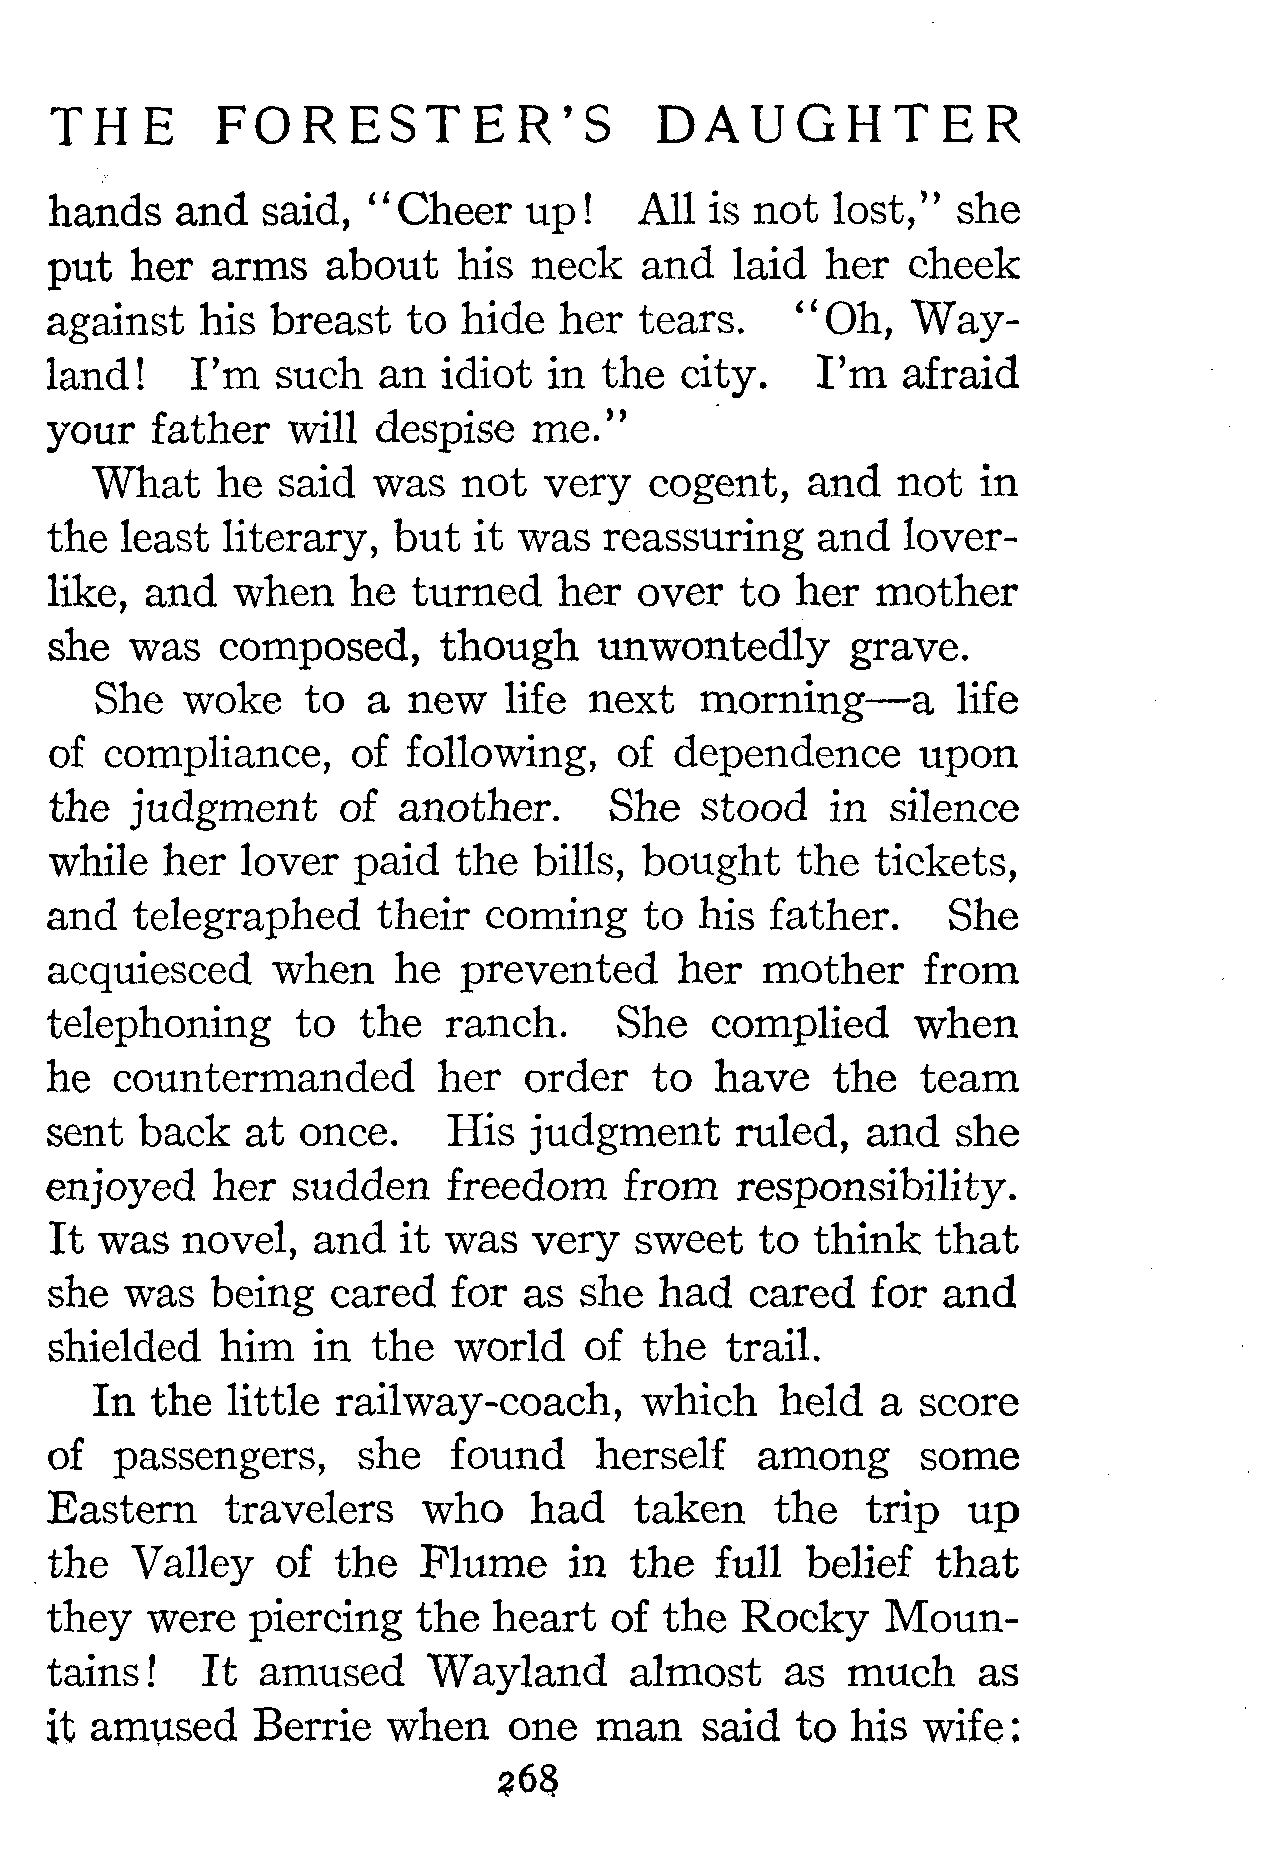 THE FORESTER'S DAUGHTER
hands and said, "Cheer up! All is not lost," she
put her arms about his neck and laid her cheek
against his breast to hide her tears. "Oh, Way-
land! I'm such an idiot in the city. I'm afraid
your father will despise me."
What he said was not very cogent, and not in
the least literary, but it was reassuring and lover-
like, and when he turned her over to her mother
she was composed, though unwontedly grave.
She woke to a new life next morning—a life
of compliance, of following, of dependence upon
the judgment of another. She stood in silence
while her lover paid the bills, bought the tickets,
and telegraphed their coming to his father. She
acquiesced when he prevented her mother from
telephoning to the ranch. She complied when
he countermanded her order to have the team
sent back at once. His judgment ruled, and she
enjoyed her sudden freedom from responsibility.
It was novel, and it was very sweet to think that
she was being cared for as she had cared for and
shielded him in the world of the trail.
In the little railway-coach, which held a score
of passengers, she found herself among some
Eastern travelers who had taken the trip up
the Valley of the Flume in the full belief that
they were piercing the heart of the Rocky Moun-
tains! It amused Wayland almost as much as
it amused Berrie when one man said to his wife:
268